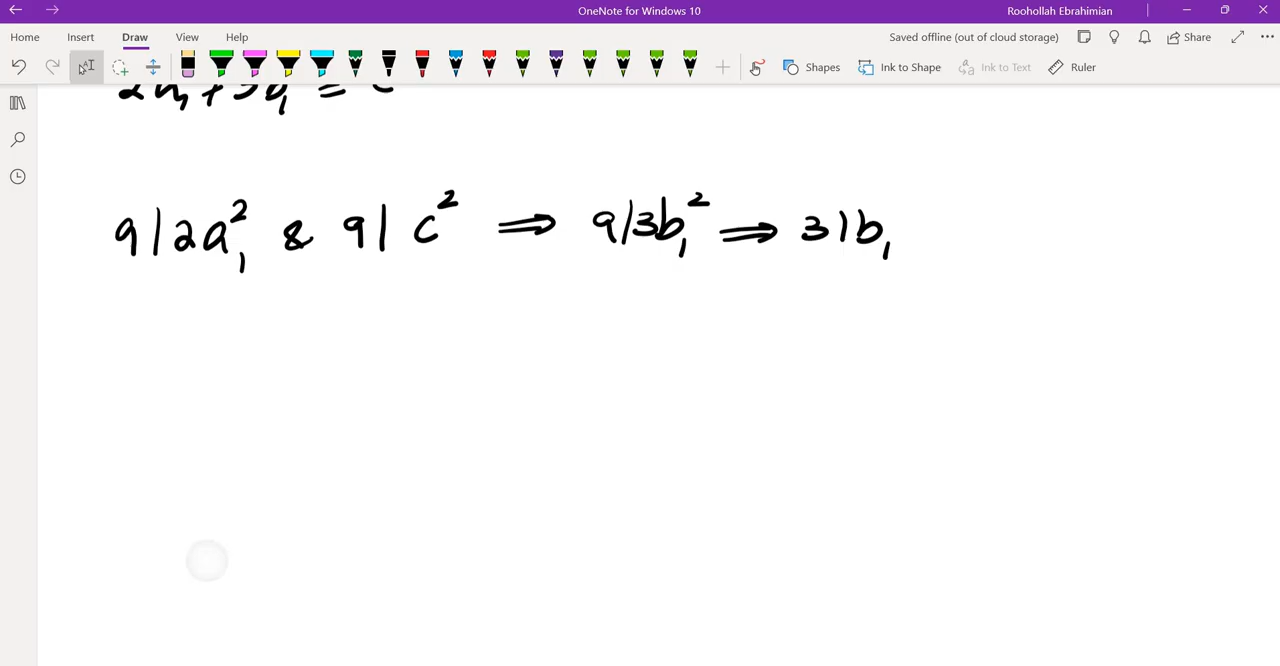 OneNote for Windows 10
Roohollah Ebrahimian
Home Insert Draw View Help
Saved offline (out of cloud storage)
Share
Shapes
Ink to Shape
Ink to Text
Ruler
9|2a₁² & 9|c² ⟹ 9|3b₁² ⟹ 3|b₁